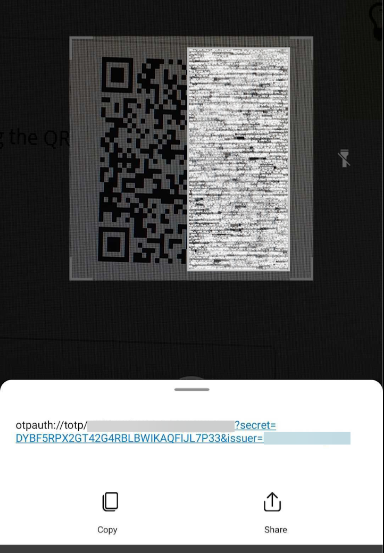 g the QR
otpauth://totp/ ?secret=
DYBF5RPX2GT42G4RBLBWIKAQFIJL7P33&issuer=
Copy
Share